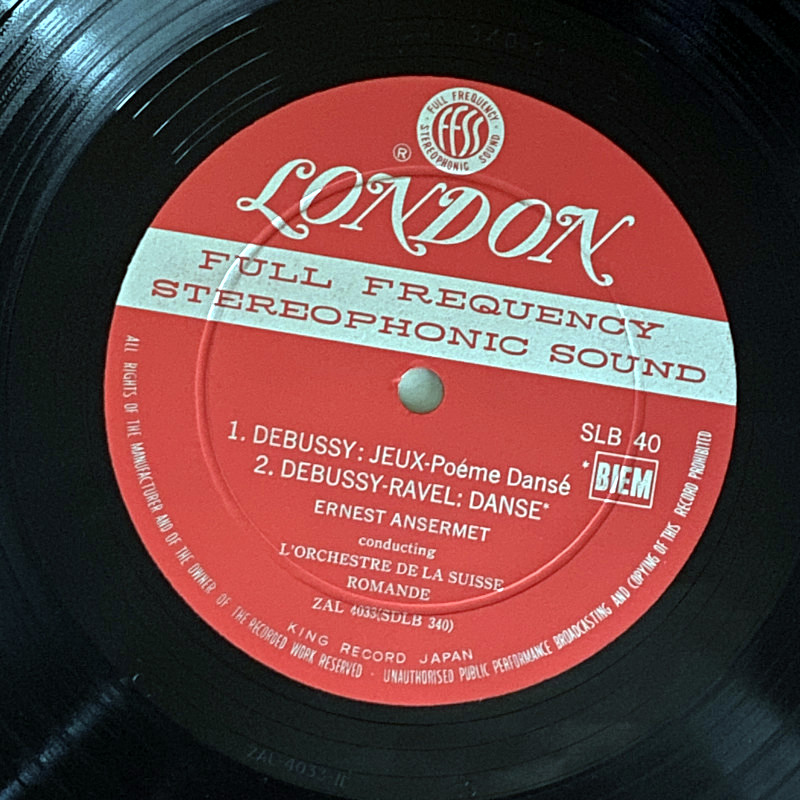 FULL FREQUENCY
FFSS
STEREOPHONIC SOUND
®
LONDON
FULL FREQUENCY
STEREOPHONIC SOUND
SLB 40
1. DEBUSSY: JEUX-Poéme Dansé
*BIEM
2. DEBUSSY-RAVEL: DANSE*
ERNEST ANSERMET
conducting
L'ORCHESTRE DE LA SUISSE
ROMANDE
ZAL 4033(SDLB 340)
KING RECORD JAPAN
ALL RIGHTS OF THE MANUFACTURER AND OF THE OWNER OF THE RECORDED WORK RESERVED · UNAUTHORISED PUBLIC PERFORMANCE BROADCASTING AND COPYING OF THIS RECORD PROHIBITED